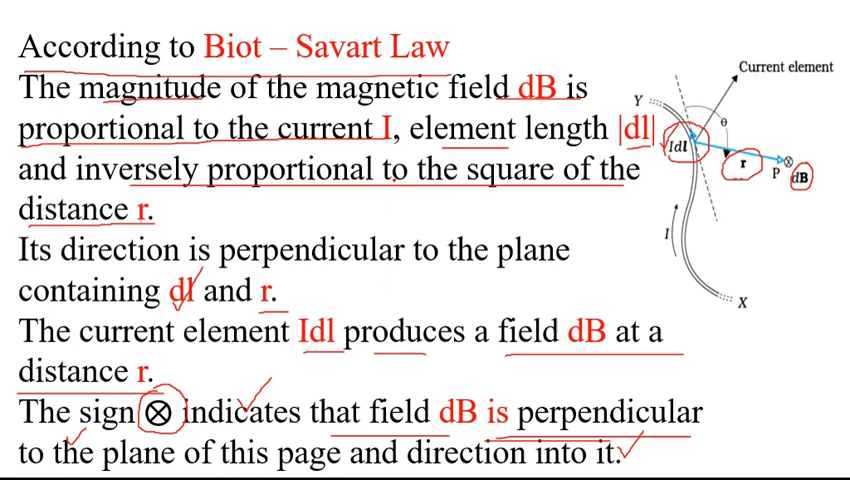 According to Biot – Savart Law
The magnitude of the magnetic field dB is
proportional to the current I, element length |dl|
and inversely proportional to the square of the
distance r.
Its direction is perpendicular to the plane
containing dl and r.
The current element Idl produces a field dB at a
distance r.
The sign ⊗ indicates that field dB is perpendicular
to the plane of this page and direction into it.
Current element
Y
θ
Idl
r
P
⊗
dB
I
X